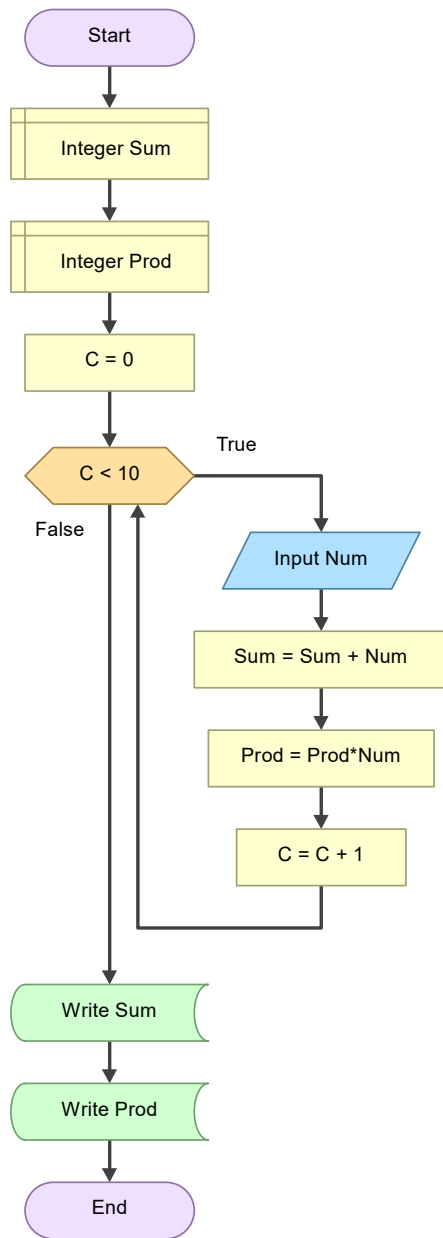 Start
Integer Sum
Integer Prod
C = 0
C < 10
True
False
Input Num
Sum = Sum + Num
Prod = Prod*Num
C = C + 1
Write Sum
Write Prod
End